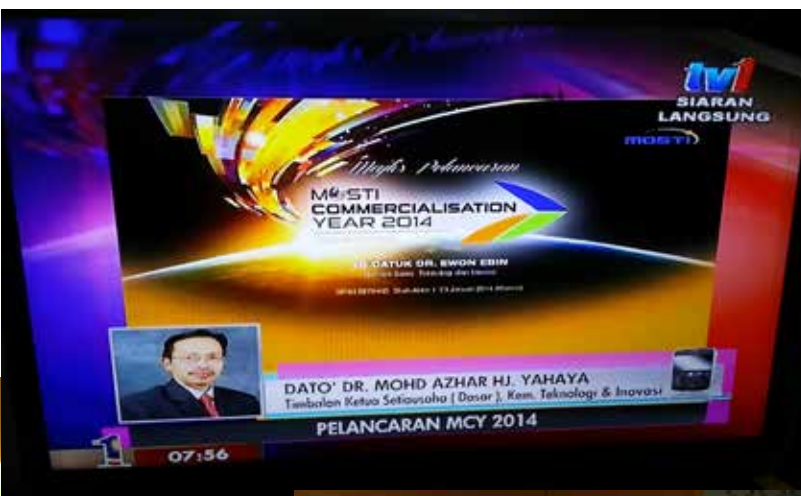 tv1
SIARAN
LANGSUNG
MOSTI
Majlis Pelancaran
MOSTI
COMMERCIALISATION
YEAR 2014
DATUK DR. EWON EBIN
DATO' DR. MOHD AZHAR HJ. YAHAYA
Timbalan Ketua Setiausaha ( Dasar ), Kem. Teknologi & Inovasi
PELANCARAN MCY 2014
1
07:56